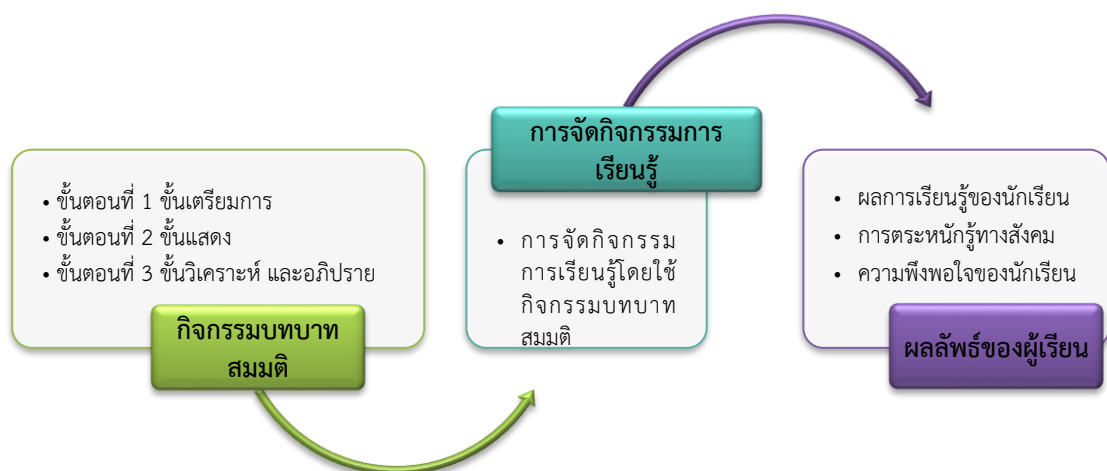 • ขั้นตอนที่ 1 ขั้นเตรียมการ
• ขั้นตอนที่ 2 ขั้นแสดง
• ขั้นตอนที่ 3 ขั้นวิเคราะห์ และอภิปราย
กิจกรรมบทบาท
สมมติ
การจัดกิจกรรมการ
เรียนรู้
• การจัดกิจกรรม
การเรียนรู้โดยใช้
กิจกรรมบทบาท
สมมติ
• ผลการเรียนรู้ของนักเรียน
• การตระหนักรู้ทางสังคม
• ความพึงพอใจของนักเรียน
ผลลัพธ์ของผู้เรียน